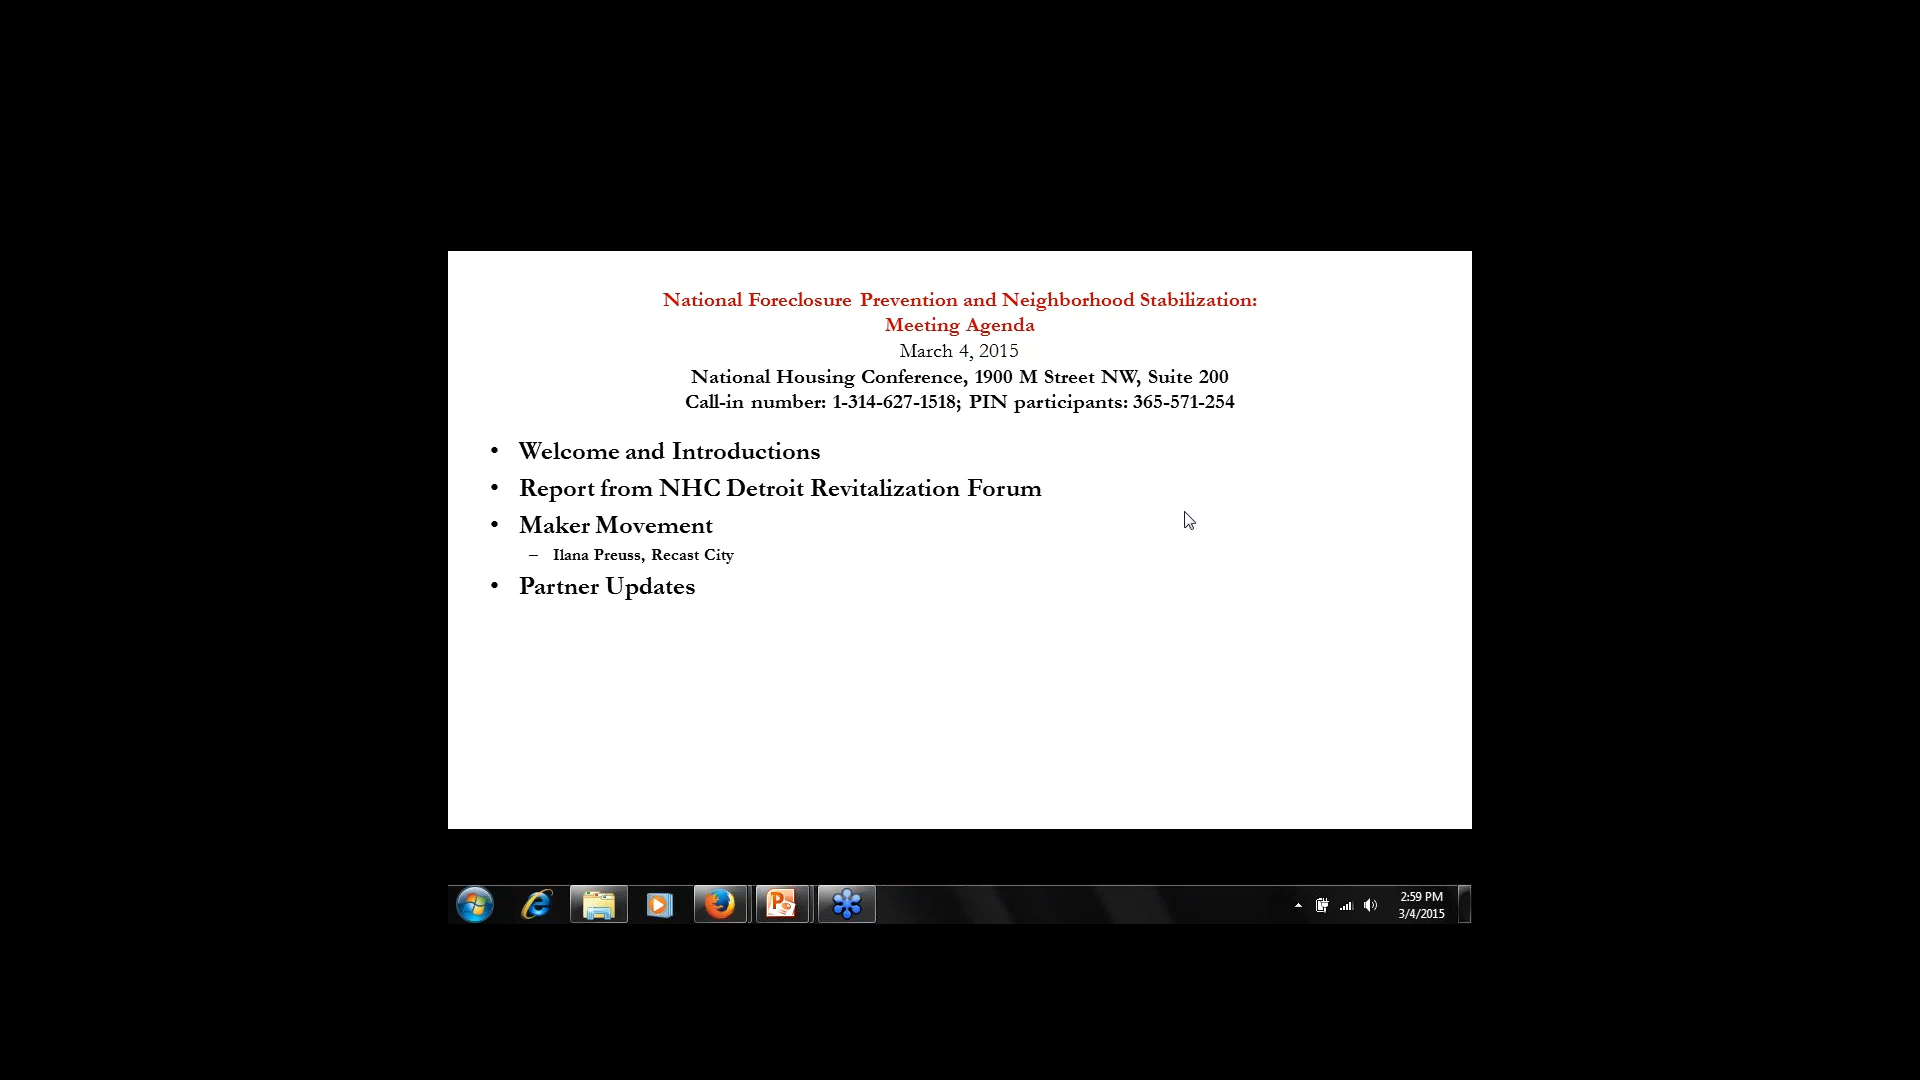 National Foreclosure Prevention and Neighborhood Stabilization:
Meeting Agenda
March 4, 2015
National Housing Conference, 1900 M Street NW, Suite 200
Call-in number: 1-314-627-1518; PIN participants: 365-571-254
• Welcome and Introductions
• Report from NHC Detroit Revitalization Forum
• Maker Movement
– Ilana Preuss, Recast City
• Partner Updates
2:59 PM
3/4/2015